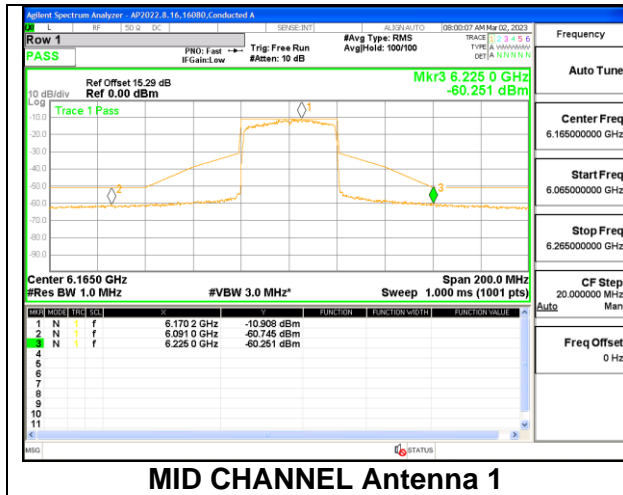 Agilent Spectrum Analyzer - AP2022.8.16,16080,Conducted A
L RF 50 Ω DC SENSE:INT ALIGN AUTO 08:00:07 AM Mar 02, 2023
Row 1 #Avg Type: RMS TRACE 1 2 3 4 5 6
PASS PNO: Fast Trig: Free Run Avg|Hold: 100/100 TYPE A WWWWW
IFGain:Low #Atten: 10 dB DET A N N N N N
Ref Offset 15.29 dB Mkr3 6.225 0 GHz
10 dB/div Ref 0.00 dBm -60.251 dBm
Log
Trace 1 Pass
1
-10.0
-20.0
-30.0
-40.0
-50.0
2 3
-60.0
-70.0
-80.0
-90.0
Center 6.1650 GHz Span 200.0 MHz
#Res BW 1.0 MHz #VBW 3.0 MHz* Sweep 1.000 ms (1001 pts)
MKR MODE TRC SCL X Y FUNCTION FUNCTION WIDTH FUNCTION VALUE
1 N 1 f 6.170 2 GHz -10.908 dBm
2 N 1 f 6.091 0 GHz -60.745 dBm
3 N 1 f 6.225 0 GHz -60.251 dBm
4
5
6
7
8
9
10
11
MSG STATUS
Frequency
Auto Tune
Center Freq
6.165000000 GHz
Start Freq
6.065000000 GHz
Stop Freq
6.265000000 GHz
CF Step
20.000000 MHz
Auto Man
Freq Offset
0 Hz
MID CHANNEL Antenna 1